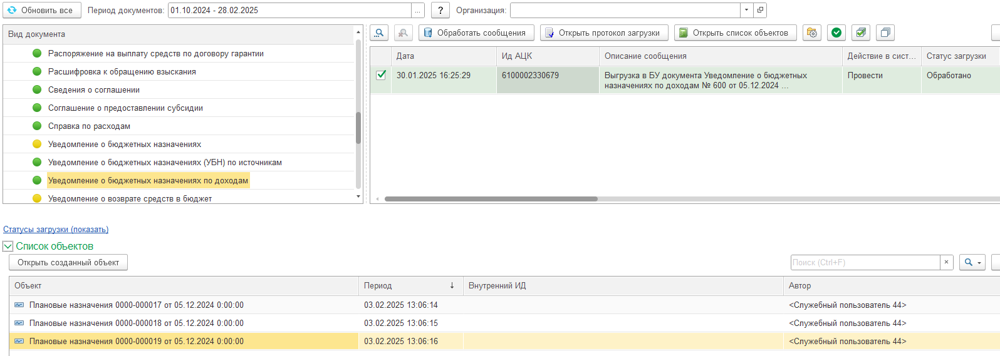 Обновить все Период документов: 01.10.2024 - 28.02.2025 ... ? Организация:
Вид документа
Распоряжение на выплату средств по договору гарантии
Расшифровка к обращению взыскания
Сведения о соглашении
Соглашение о предоставлении субсидии
Справка по расходам
Уведомление о бюджетных назначениях
Уведомление о бюджетных назначениях (УБН) по источникам
Уведомление о бюджетных назначениях по доходам
Уведомление о возврате средств в бюджет
Обработать сообщения Открыть протокол загрузки Открыть список объектов
Дата Ид АЦК Описание сообщения Действие в сист... Статус загрузки
30.01.2025 16:25:29 6100002330679 Выгрузка в БУ документа Уведомление о бюджетных Провести Обработано
назначениях по доходам № 600 от 05.12.2024 ...
Статусы загрузки (показать)
Список объектов
Открыть созданный объект Поиск (Ctrl+F) ×
Объект Период ↓ Внутренний ИД Автор
Плановые назначения 0000-000017 от 05.12.2024 0:00:00 03.02.2025 13:06:14 <Служебный пользователь 44>
Плановые назначения 0000-000018 от 05.12.2024 0:00:00 03.02.2025 13:06:15 <Служебный пользователь 44>
Плановые назначения 0000-000019 от 05.12.2024 0:00:00 03.02.2025 13:06:16 <Служебный пользователь 44>